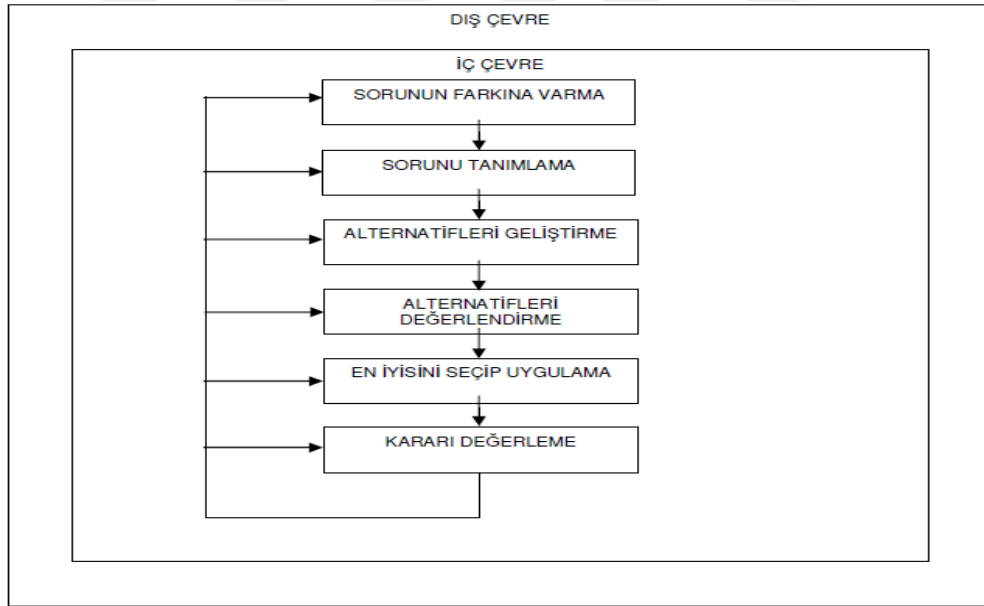 DIŞ ÇEVRE
İÇ ÇEVRE
SORUNUN FARKINA VARMA
SORUNU TANIMLAMA
ALTERNATİFLERİ GELİŞTİRME
ALTERNATİFLERİ
DEĞERLENDİRME
EN İYİSİNİ SEÇİP UYGULAMA
KARARI DEĞERLEME